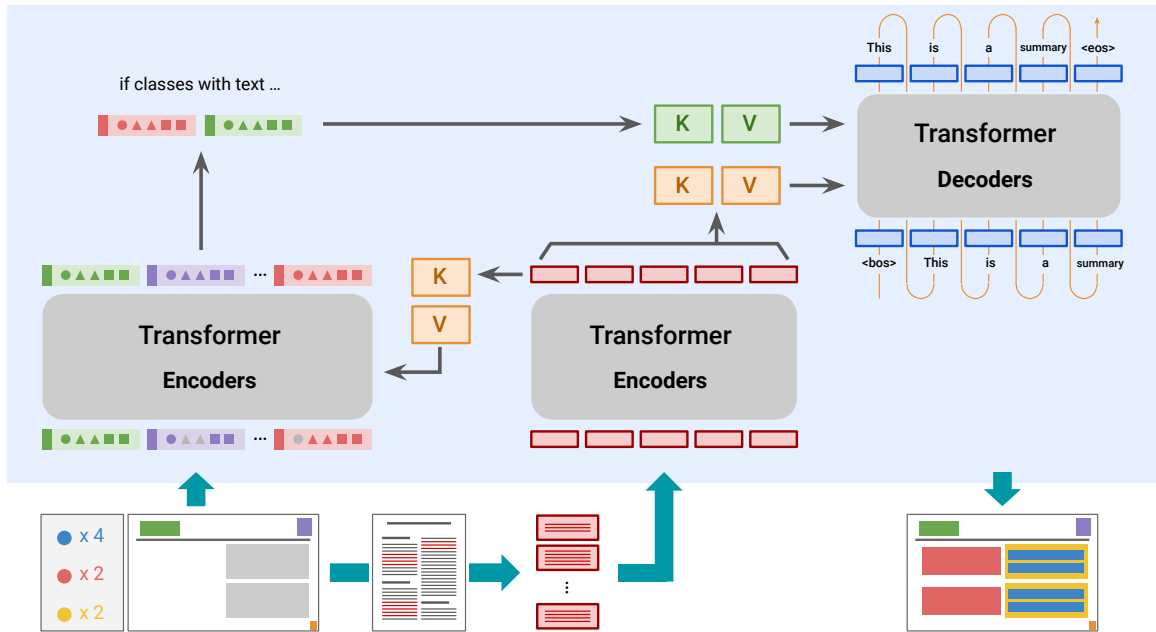 This is a summary <eos>
if classes with text …
K V
Transformer
Decoders
K V
<bos> This is a summary
...
K
V
Transformer
Encoders
Transformer
Encoders
...
x 4
x 2
x 2